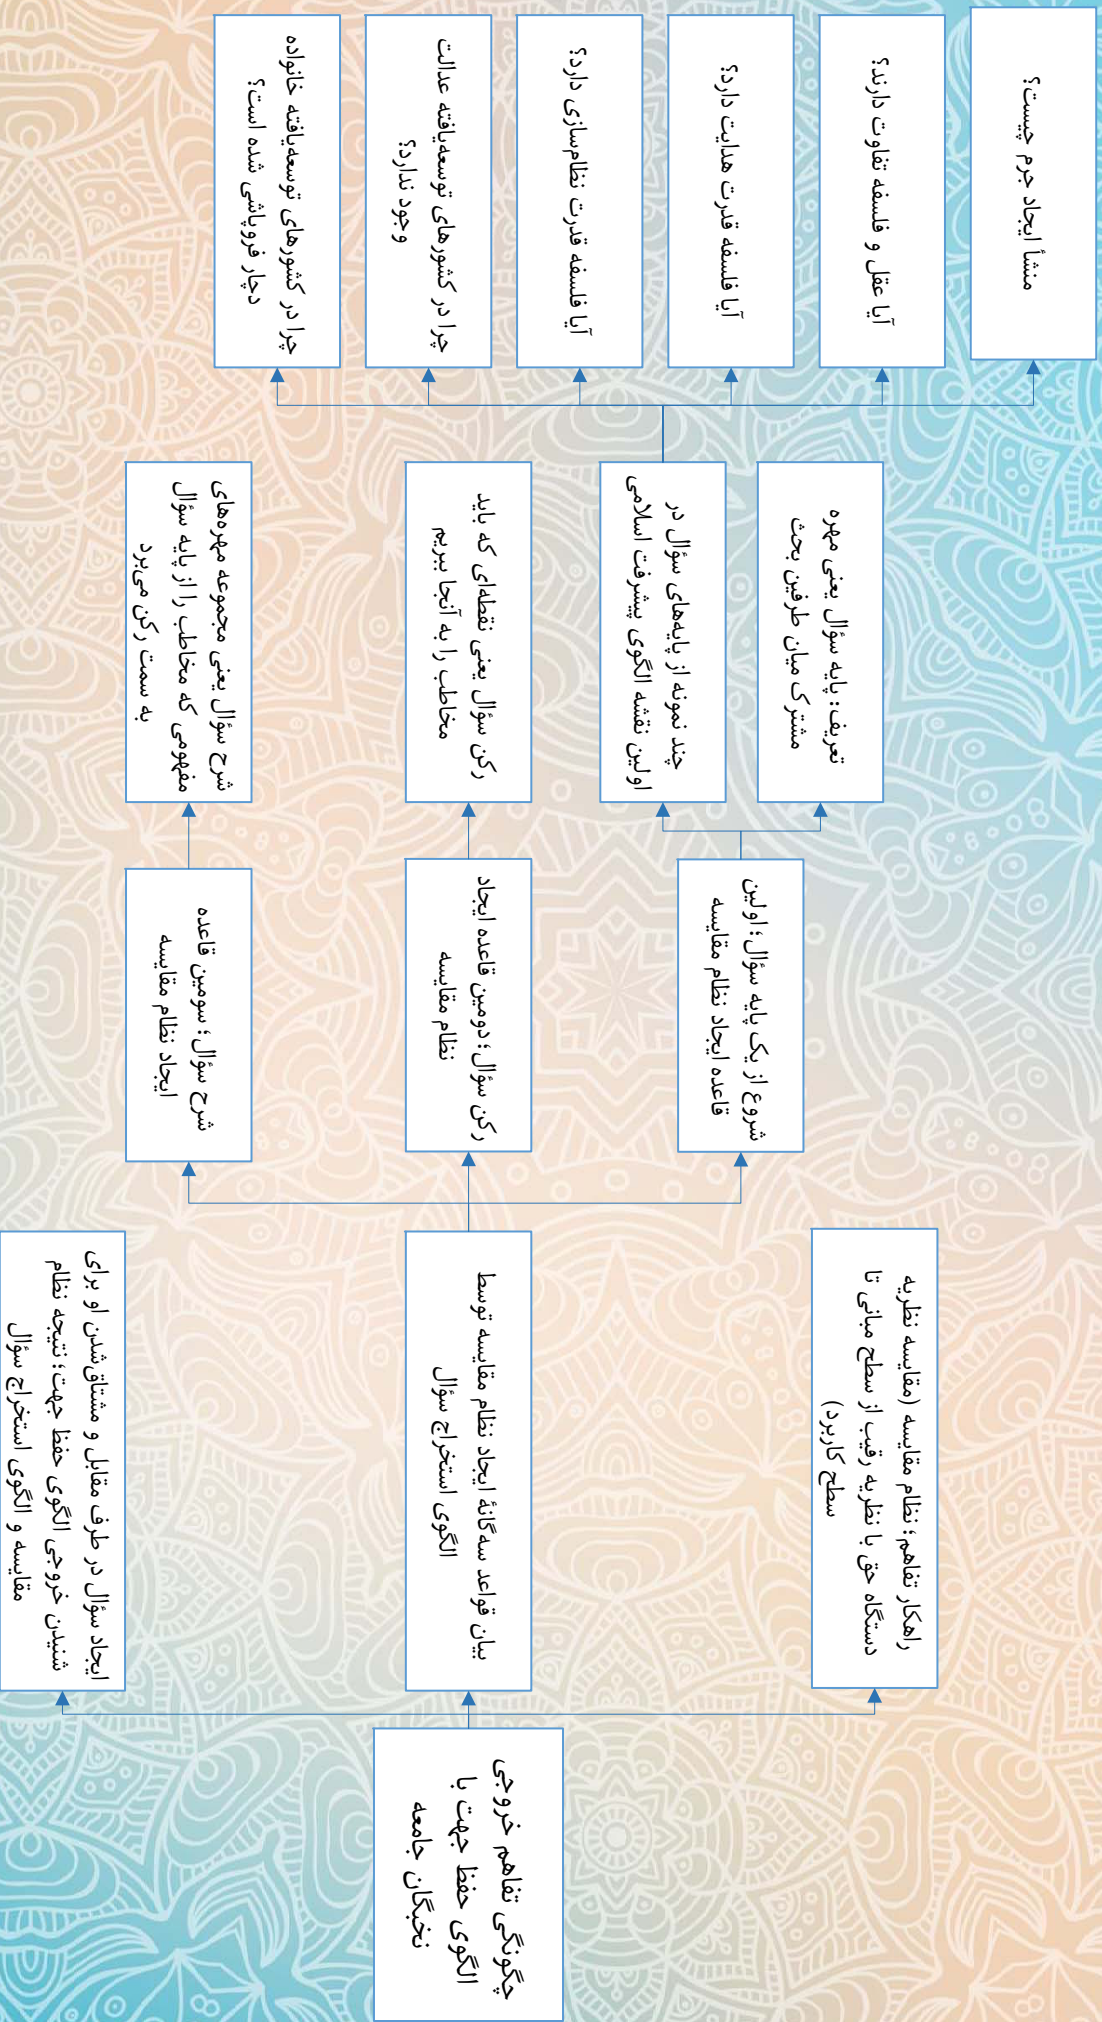 چگونگی تفاهم خروجی
الگوی حفظ جهت با
نخبگان جامعه
راهکار تفاهم؛ نظام مقایسه (مقایسه نظریه
دستگاه حق با نظریه رقیب از سطح مبانی تا
سطح کاربرد)
بیان قواعد سه‌گانۀ ایجاد نظام مقایسه توسط
الگوی استخراج سؤال
ایجاد سؤال در طرف مقابل و مشتاق‌شدن او برای
شنیدن خروجی الگوی حفظ جهت؛ نتیجه نظام
مقایسه و الگوی استخراج سؤال
شروع از یک پایه سؤال؛ اولین
قاعده ایجاد نظام مقایسه
رکن سؤال؛ دومین قاعده ایجاد
نظام مقایسه
شرح سؤال؛ سومین قاعده
ایجاد نظام مقایسه
تعریف: پایه سؤال یعنی مهره
مشترک میان طرفین بحث
چند نمونه از پایه‌های سؤال در
اولین نقشه الگوی پیشرفت اسلامی
رکن سؤال یعنی نقطه‌ای که باید
مخاطب را به آنجا ببریم
شرح سؤال یعنی مجموعه مهره‌های
مفهومی که مخاطب را از پایه سؤال
به سمت رکن می‌برد
منشأ ایجاد جرم چیست؟
آیا عقل و فلسفه تفاوت دارند؟
آیا فلسفه قدرت هدایت دارد؟
آیا فلسفه قدرت نظام‌سازی دارد؟
چرا در کشورهای توسعه‌یافته عدالت
وجود ندارد؟
چرا در کشورهای توسعه‌یافته خانواده
دچار فروپاشی شده است؟